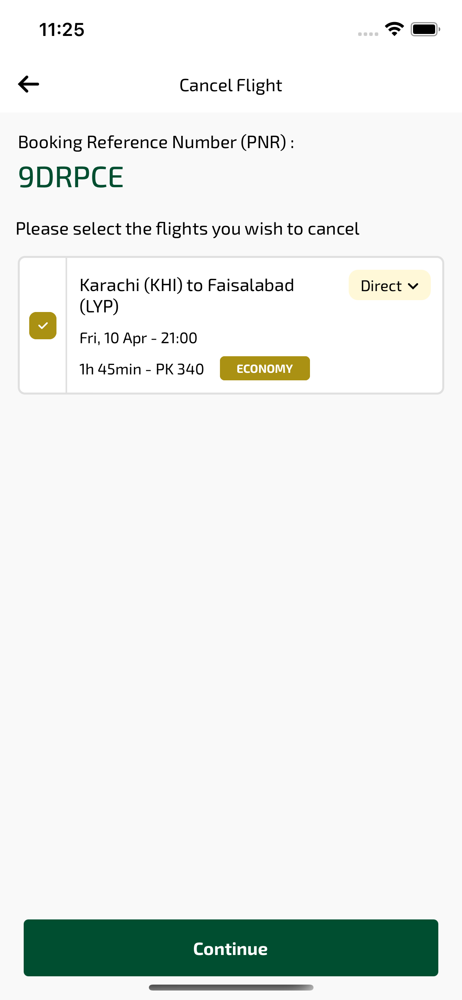 11:25
Cancel Flight
Booking Reference Number (PNR) :
9DRPCE
Please select the flights you wish to cancel
Karachi (KHI) to Faisalabad
(LYP)
Direct
Fri, 10 Apr - 21:00
1h 45min - PK 340
ECONOMY
Continue